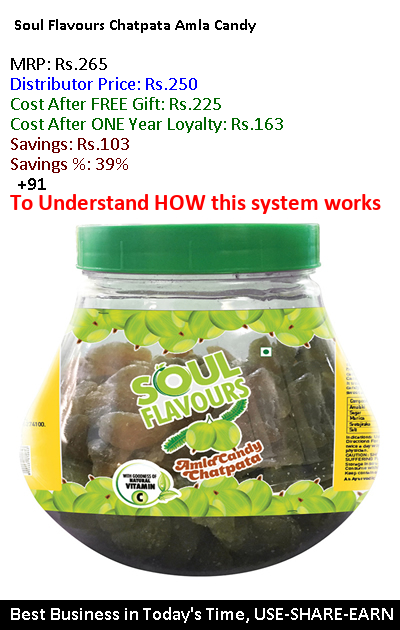 Soul Flavours Chatpata Amla Candy
MRP: Rs.265
Distributor Price: Rs.250
Cost After FREE Gift: Rs.225
Cost After ONE Year Loyalty: Rs.163
Savings: Rs.103
Savings %: 39%
+91
To Understand HOW this system works
SOUL
FLAVOURS
Amla Candy
Chatpata
WITH GOODNESS OF
NATURAL
VITAMIN
C
Best Business in Today's Time, USE-SHARE-EARN